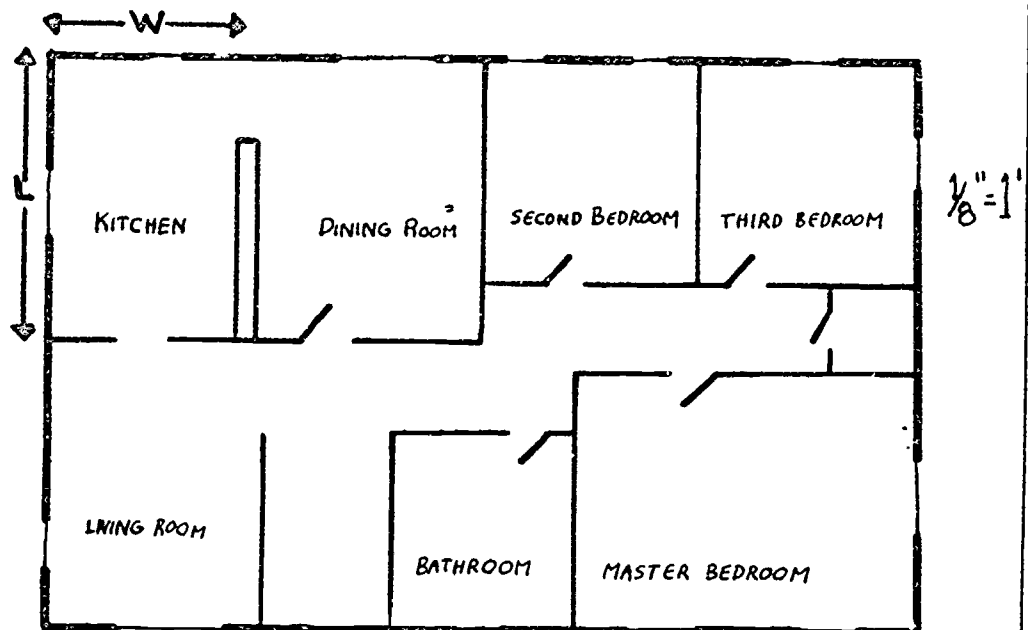 W
L
1/8" = 1'
KITCHEN
DINING ROOM
SECOND BEDROOM
THIRD BEDROOM
LIVING ROOM
BATHROOM
MASTER BEDROOM